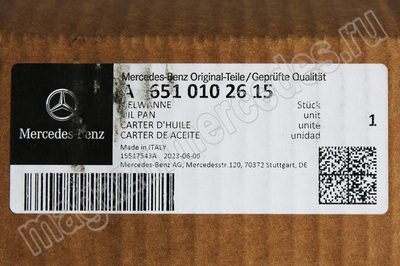 Mercedes-Benz Original-Teile/Geprüfte Qualität
A 651 010 26 15
ELWANNE Stück
OIL PAN unit
CARTER D'HUILE unité
CARTER DE ACEITE unidad
1
Made in ITALY
15517543A 2023-06-06
Mercedes-Benz AG, Mercedesstr.120, 70372 Stuttgart, DE
Mercedes-Benz